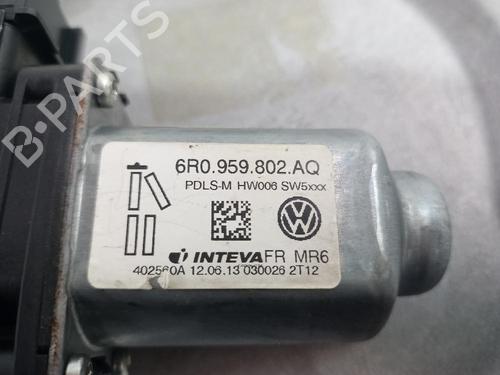 B-PARTS
6R0.959.802.AQ
PDLS-M HW006 SW5xxx
INTEVA FR MR6
402560A 12.06.13 030026 2T12